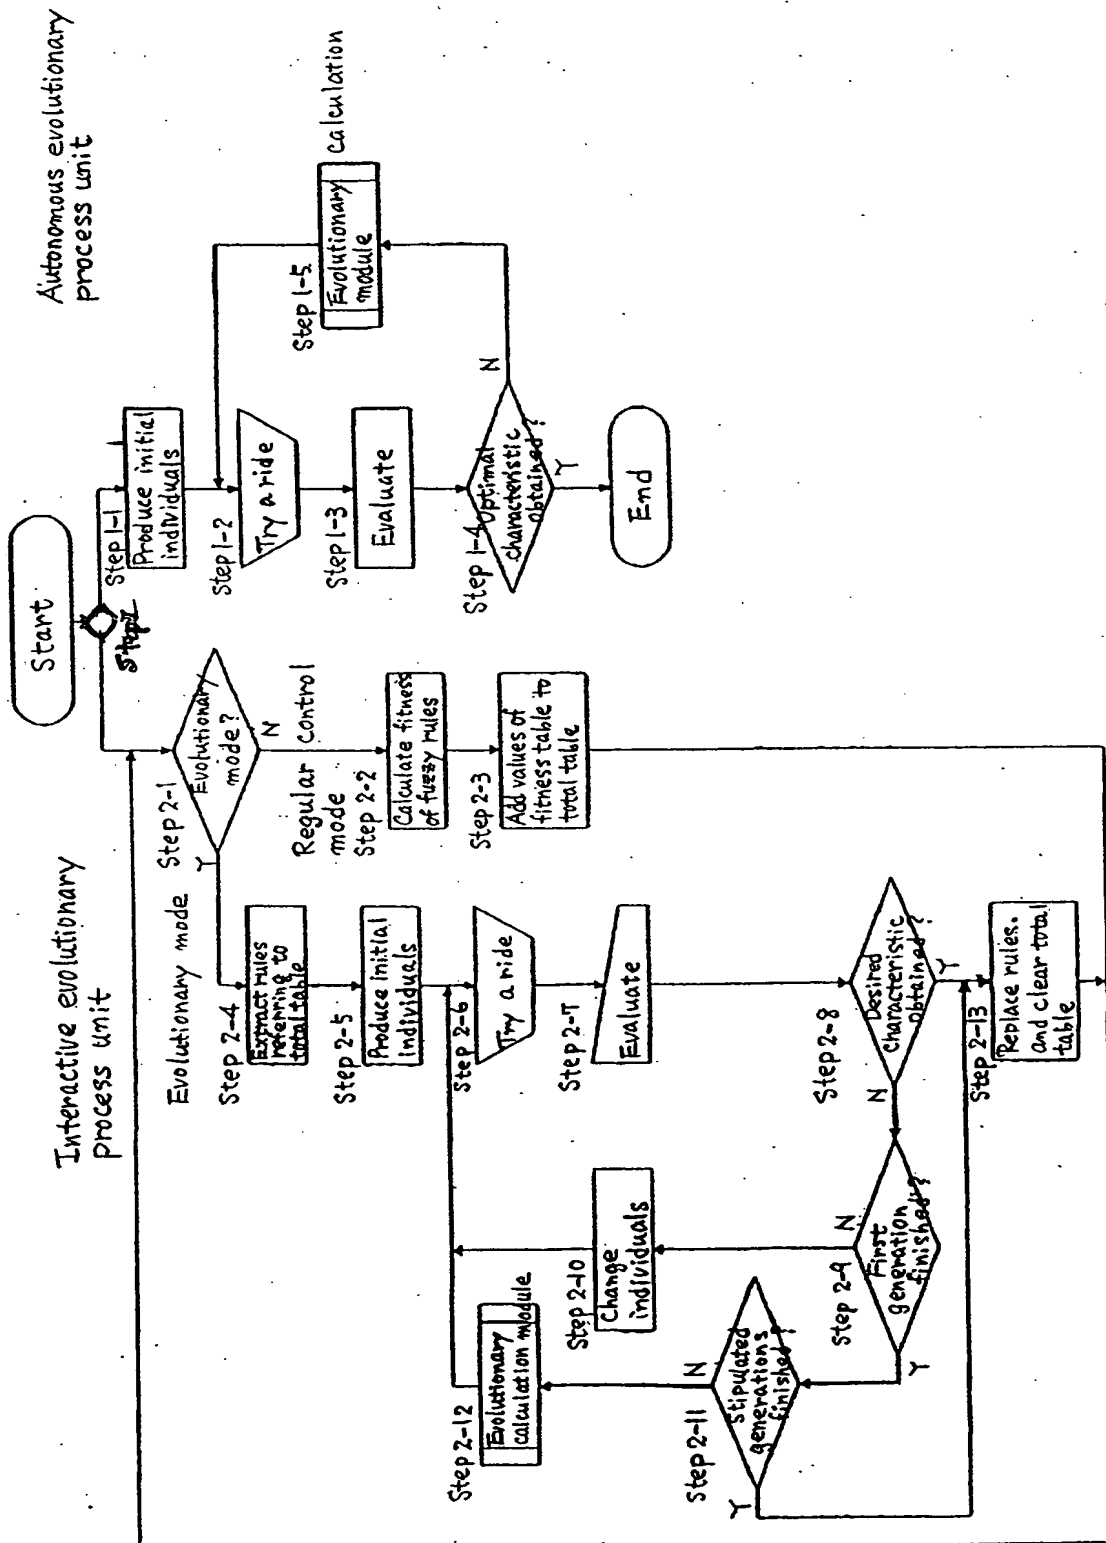 Autonomous evolutionary
process unit
Interactive evolutionary
process unit
Start
Step 1-1
Produce initial
individuals
Step 1-2
Try a ride
Step 1-3
Evaluate
Step 1-4
Optimal
characteristic
obtained?
N
Y
Step 1-5
Evolutionary
module
calculation
End
Step 2-1
Evolutionary
mode?
Y
N
Regular control
mode
Step 2-2
Calculate fitness
of fuzzy rules
Step 2-3
Add values of
fitness table to
total table
Evolutionary mode
Step 2-4
Extract rules
referring to
total table
Step 2-5
Produce initial
individuals
Step 2-6
Try a ride
Step 2-7
Evaluate
Step 2-8
Desired
characteristic
obtained?
N
Y
Step 2-9
First
generation
finished?
N
Y
Step 2-10
Change
individuals
Step 2-11
Stipulated
generations
finished?
N
Y
Step 2-12
Evolutionary
calculation module
Step 2-13
Replace rules.
and clear total
table